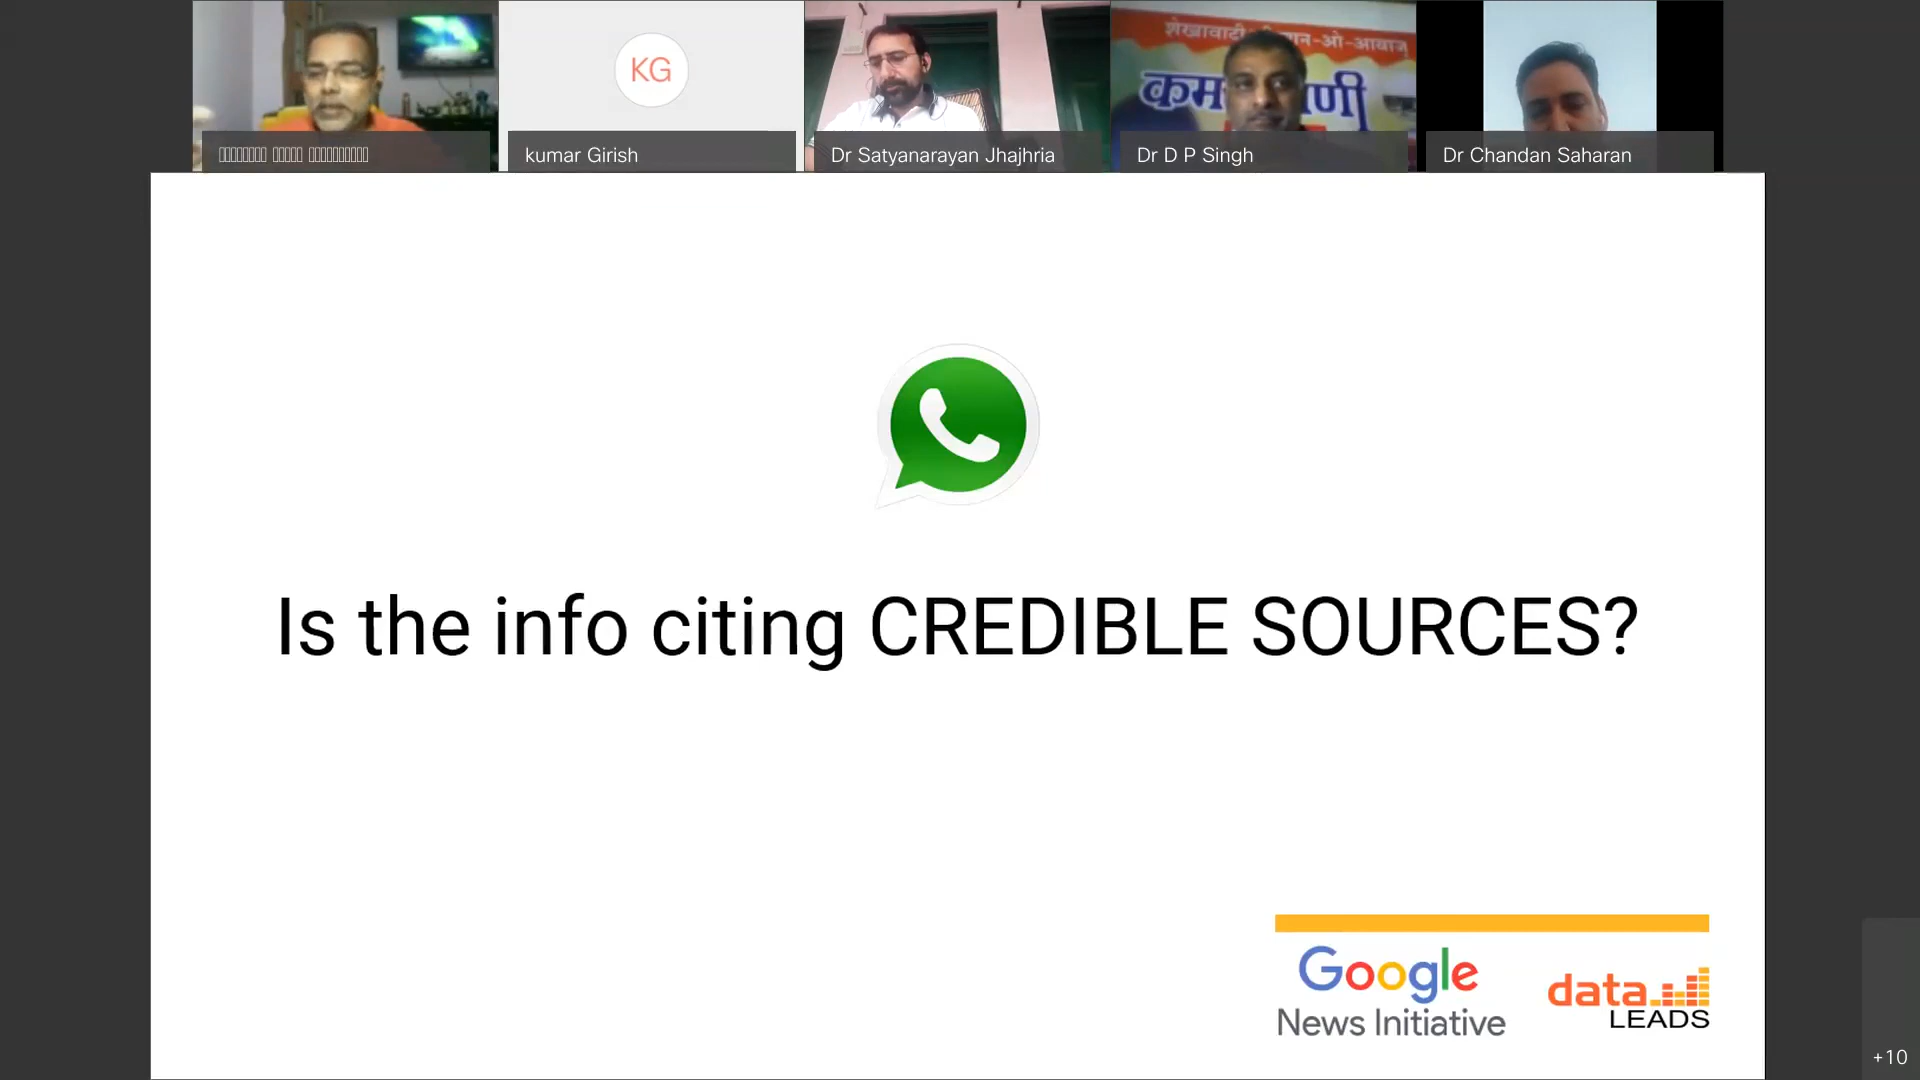 शेखावाटी
-ओ-आवाज़
KG
kumar Girish
Dr Satyanarayan Jhajhria
Dr D P Singh
Dr Chandan Saharan
Is the info citing CREDIBLE SOURCES?
Google
News Initiative
data
LEADS
+10